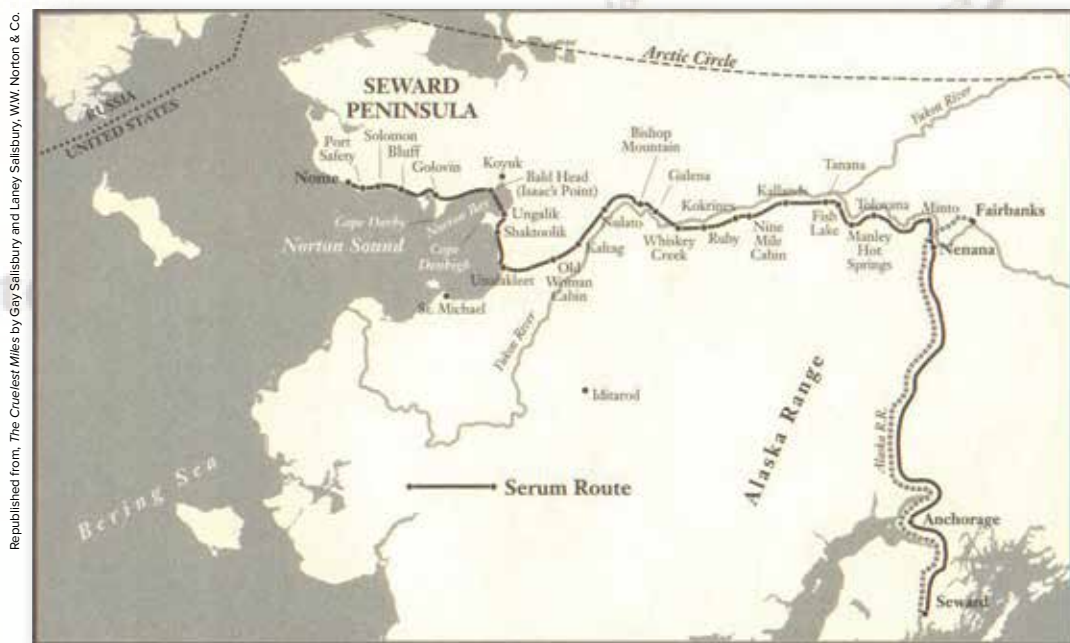 Republished from, The Cruelest Miles by Gay Salisbury and Laney Salisbury, W.W. Norton & Co.
Arctic Circle
RUSSIA
UNITED STATES
SEWARD
PENINSULA
Yukon River
Bishop
Mountain
Solomon
Port
Safety
Bluff
Golovin
Koyuk
Bald Head
(Isaac's Point)
Galena
Tanana
Nome
Kallands
Kokrines
Tolovana
Minto
Fairbanks
Cape Darby
Norton Bay
Ungalik
Shaktoolik
Nulato
Norton Sound
Cape
Denbigh
Kaltag
Whiskey
Creek
Ruby
Nine
Mile
Cabin
Fish
Lake
Manley
Hot
Springs
Nenana
Unalakleet
Old
Woman
Cabin
St. Michael
Yukon River
Iditarod
Alaska Range
Alaska R.R.
Serum Route
Bering Sea
Anchorage
Seward